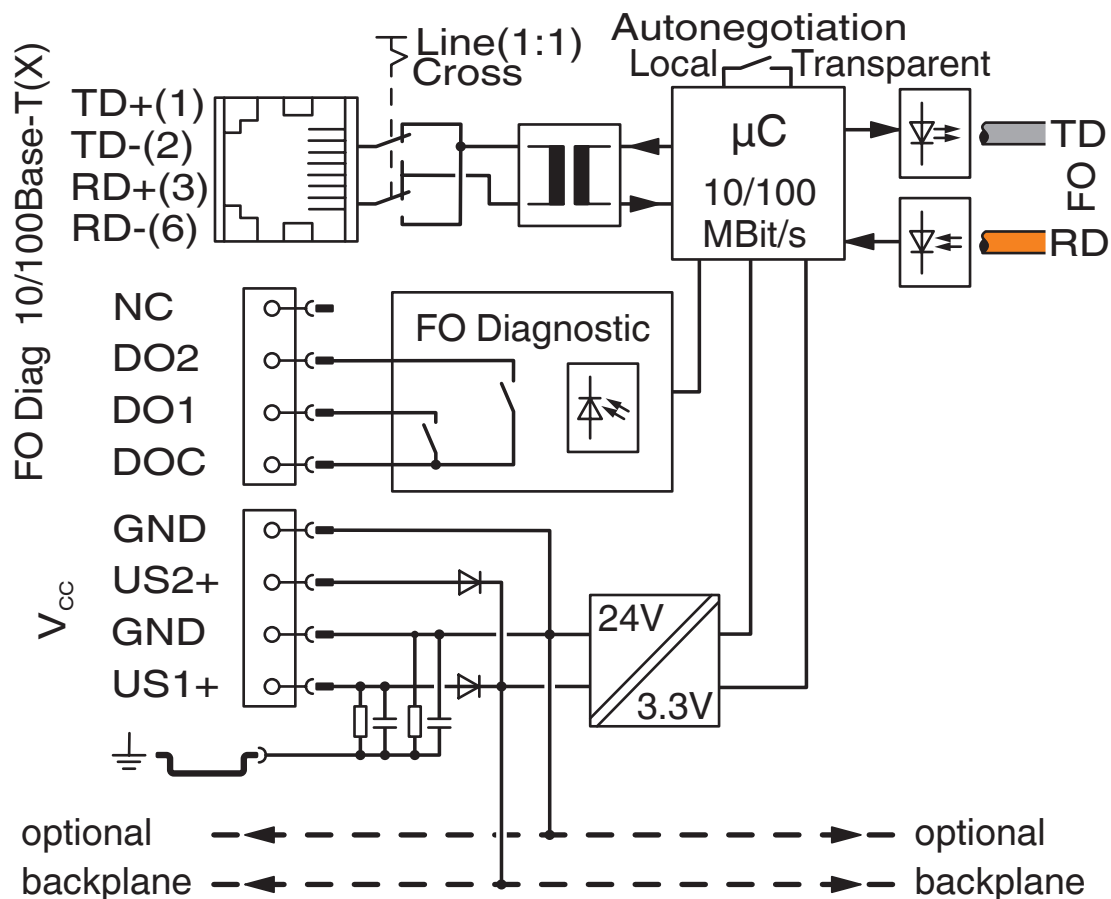 Autonegotiation
Line(1:1)
Cross
Local
Transparent
10/100Base-T(X)
TD+(1)
TD-(2)
RD+(3)
RD-(6)
µC
10/100
MBit/s
TD
FO
RD
FO Diag
NC
DO2
DO1
DOC
FO Diagnostic
VCC
GND
US2+
GND
US1+
24V
3.3V
optional
optional
backplane
backplane